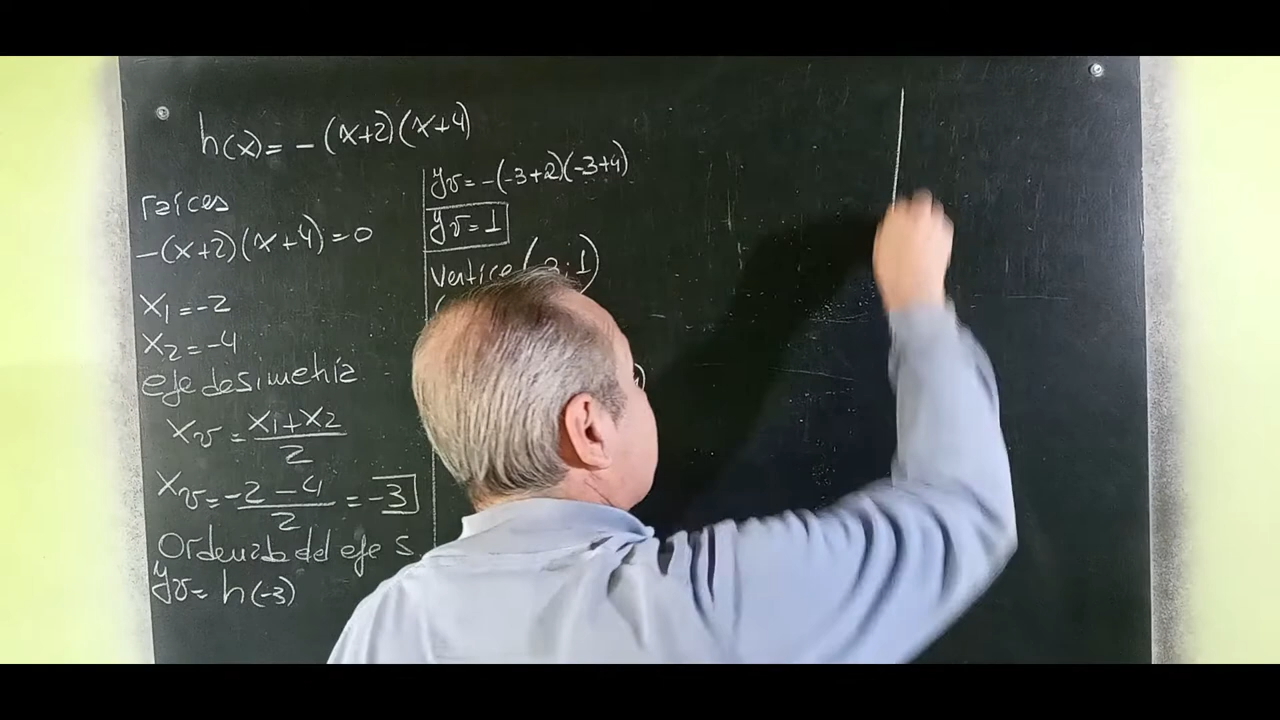 h(x) = -(x+2)(x+4)
raíces
-(x+2)(x+4) = 0
x₁ = -2
x₂ = -4
eje de simetría
xv = (x₁+x₂)/2
xv = (-2-4)/2 = -3
Ordenada del eje S.
yv = h(-3)
yv = -(-3+2)(-3+4)
yv = 1
Vertice ( 1)